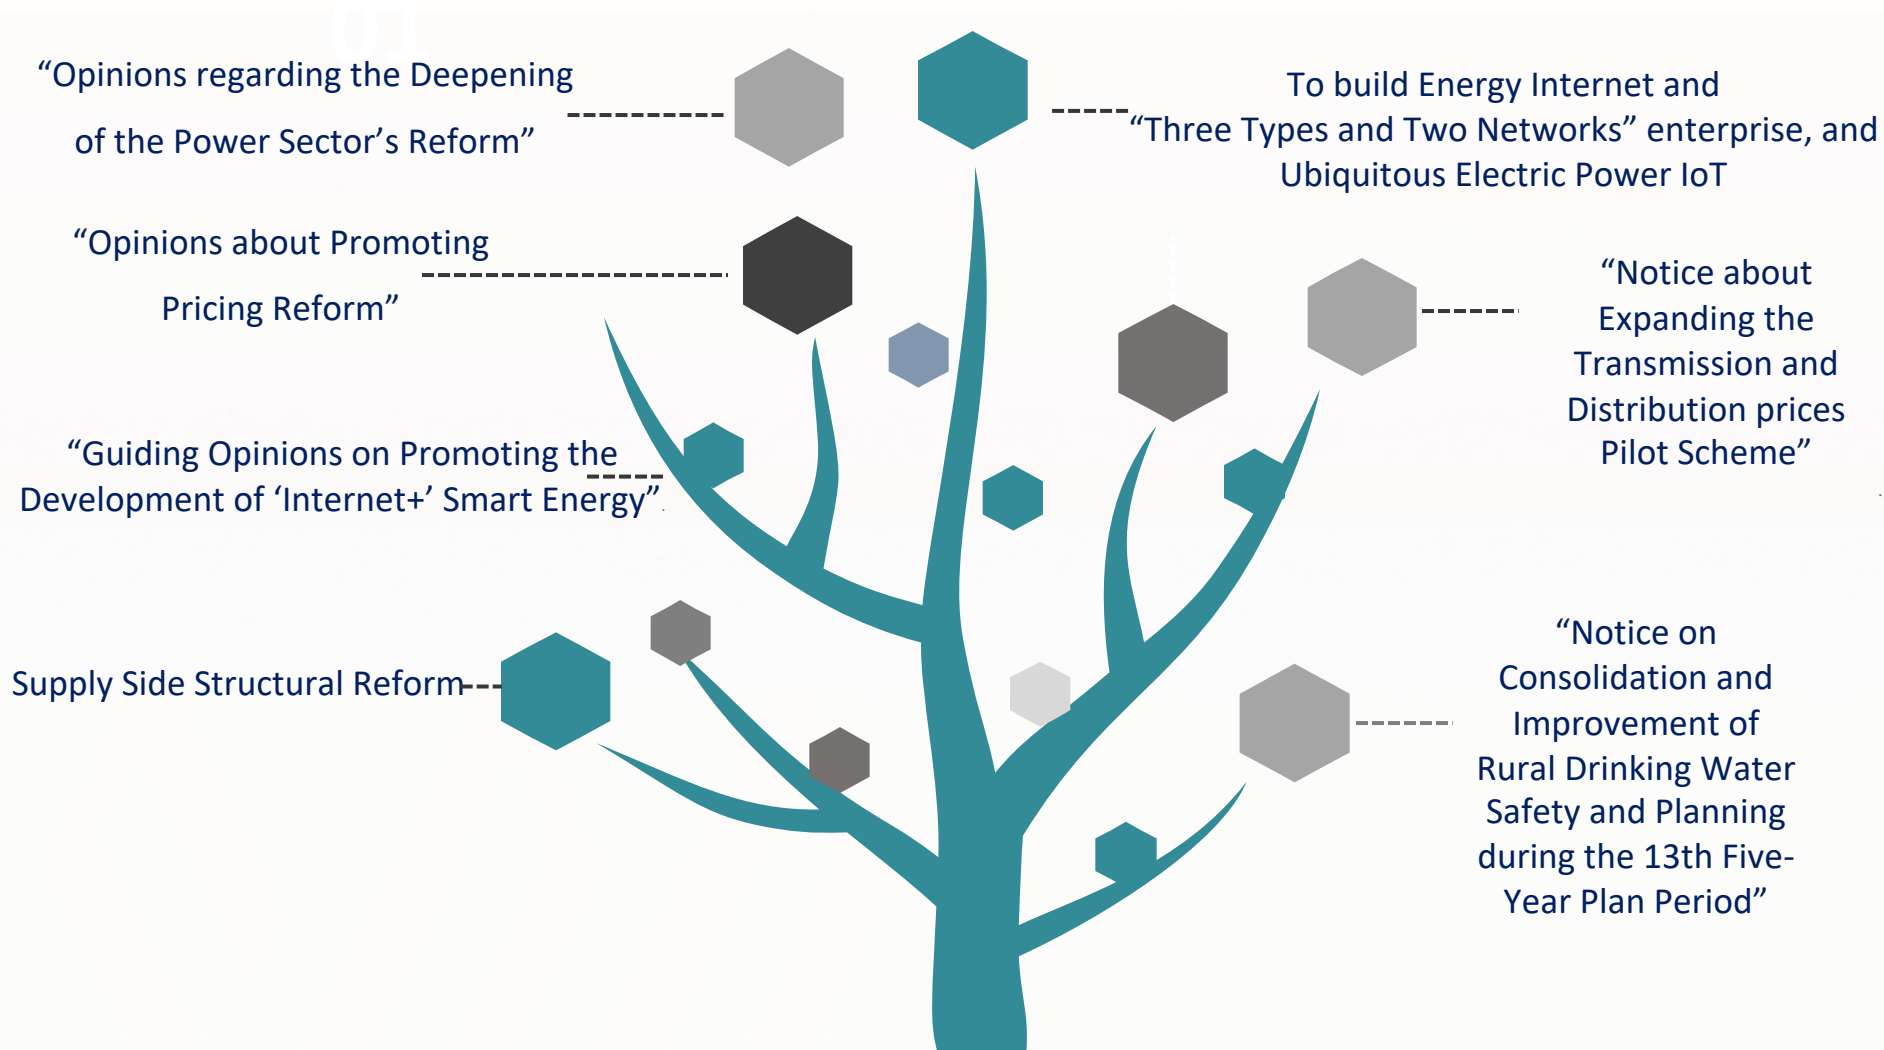 01
“Opinions regarding the Deepening
of the Power Sector’s Reform”
“Opinions about Promoting
Pricing Reform”
“Guiding Opinions on Promoting the
Development of ‘Internet+’ Smart Energy”
Supply Side Structural Reform
To build Energy Internet and
“Three Types and Two Networks” enterprise, and
Ubiquitous Electric Power IoT
“Notice about
Expanding the
Transmission and
Distribution prices
Pilot Scheme”
“Notice on
Consolidation and
Improvement of
Rural Drinking Water
Safety and Planning
during the 13th Five-
Year Plan Period”